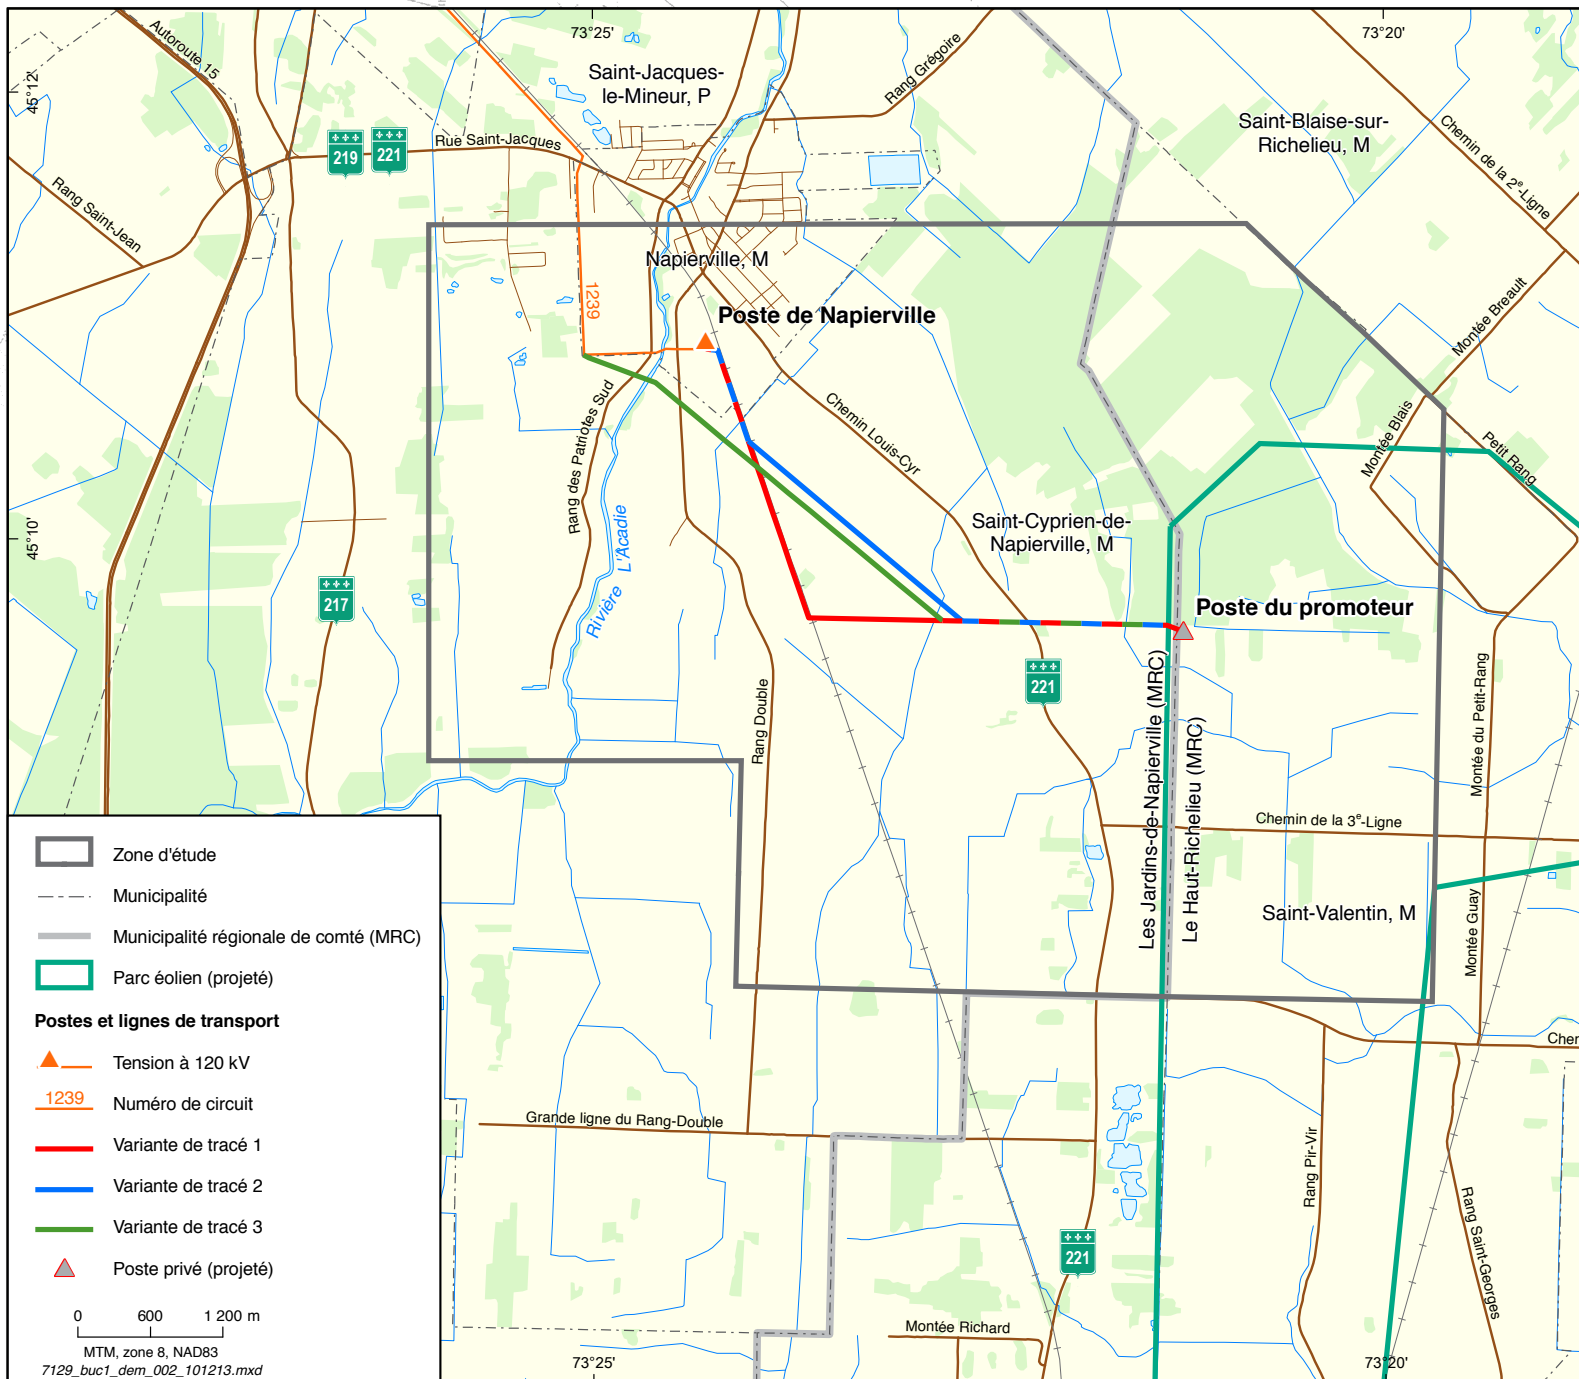 73°25'
73°20'
45°12'
Autoroute 15
Saint-Jacques-
le-Mineur, P
Rang Grégoire
Saint-Blaise-sur-
Richelieu, M
Chemin de la 2e-Ligne
219
221
Rue Saint-Jacques
Rang Saint-Jean
Napierville, M
1239
Poste de Napierville
Montée Breault
Rang des Patriotes Sud
Chemin Louis-Cyr
Montée Blais
Petit Rang
45°10'
Rivière L'Acadie
Saint-Cyprien-de-
Napierville, M
217
Poste du promoteur
221
Rang Double
Les Jardins-de-Napierville (MRC)
Le Haut-Richelieu (MRC)
Montée du Petit-Rang
Chemin de la 3e-Ligne
Saint-Valentin, M
Montée Guay
Chem
Grande ligne du Rang-Double
Rang Pir-Vir
Rang Saint-Georges
221
Montée Richard
73°25'
73°20'
Zone d'étude
Municipalité
Municipalité régionale de comté (MRC)
Parc éolien (projeté)
Postes et lignes de transport
Tension à 120 kV
1239 Numéro de circuit
Variante de tracé 1
Variante de tracé 2
Variante de tracé 3
Poste privé (projeté)
0 600 1200 m
MTM, zone 8, NAD83
7129_buc1_dem_002_101213.mxd